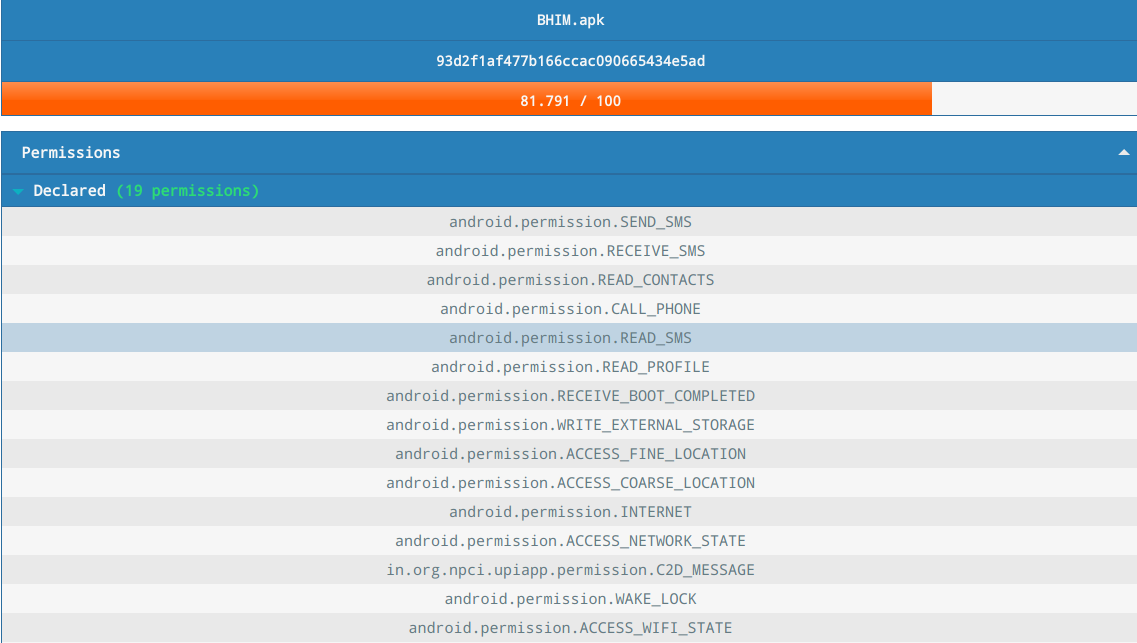 BHIM.apk
93d2f1af477b166ccac090665434e5ad
81.791 / 100
Permissions
Declared (19 permissions)
android.permission.SEND_SMS
android.permission.RECEIVE_SMS
android.permission.READ_CONTACTS
android.permission.CALL_PHONE
android.permission.READ_SMS
android.permission.READ_PROFILE
android.permission.RECEIVE_BOOT_COMPLETED
android.permission.WRITE_EXTERNAL_STORAGE
android.permission.ACCESS_FINE_LOCATION
android.permission.ACCESS_COARSE_LOCATION
android.permission.INTERNET
android.permission.ACCESS_NETWORK_STATE
in.org.npci.upiapp.permission.C2D_MESSAGE
android.permission.WAKE_LOCK
android.permission.ACCESS_WIFI_STATE